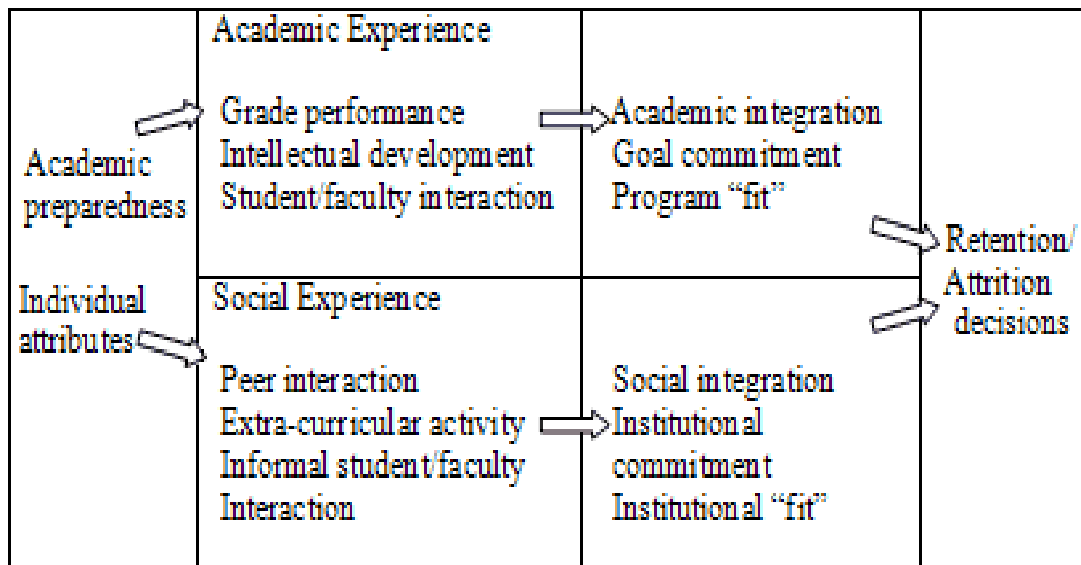 Academic
preparedness
Individual
attributes
Academic Experience
Grade performance
Intellectual development
Student/faculty interaction
Social Experience
Peer interaction
Extra-curricular activity
Informal student/faculty
Interaction
Academic integration
Goal commitment
Program “fit”
Social integration
Institutional
commitment
Institutional “fit”
Retention/
Attrition
decisions